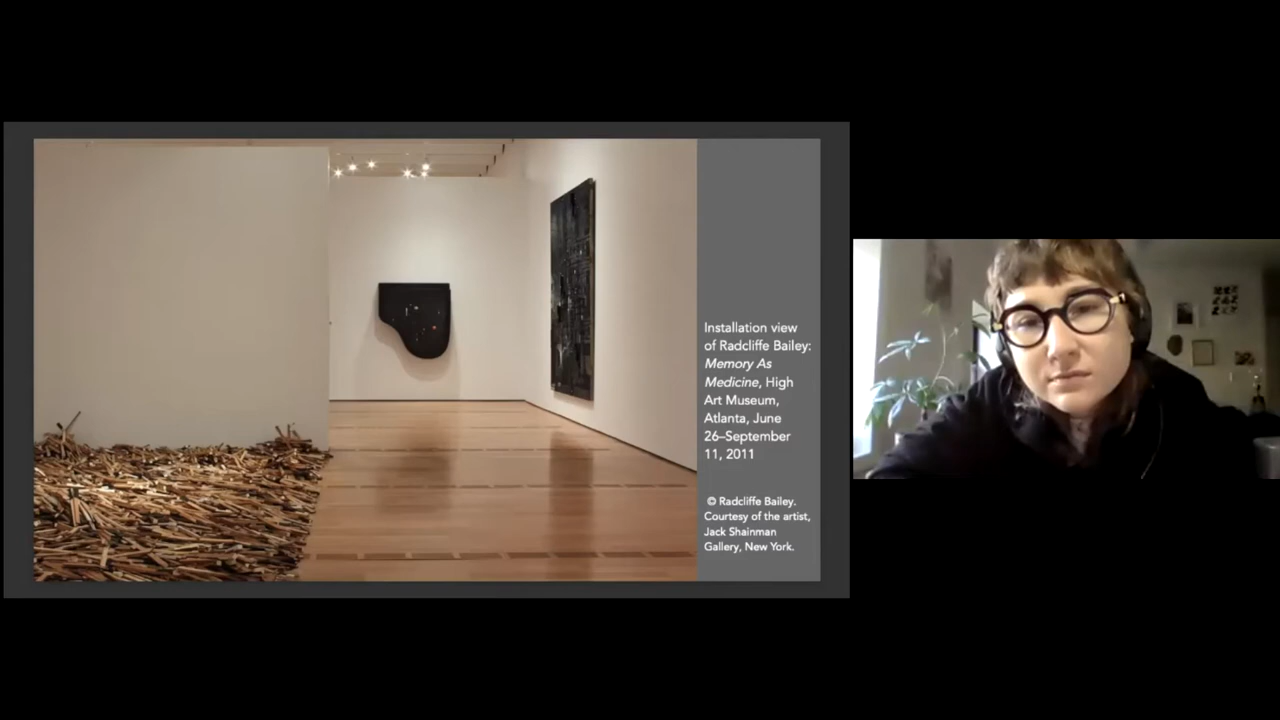 Installation view
of Radcliffe Bailey:
Memory As
Medicine, High
Art Museum,
Atlanta, June
26–September
11, 2011
© Radcliffe Bailey.
Courtesy of the artist,
Jack Shainman
Gallery, New York.